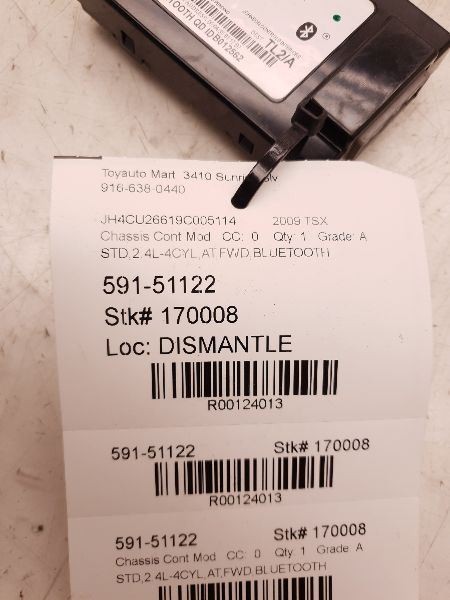 TL2/A
TOOTH QD1DB012562
Toyauto Mart 3410 Sunrise Blv
916-638-0440
JH4CU26619C005114 2009 TSX
Chassis Cont Mod CC: 0 Qty: 1 Grade: A
STD,2.4L-4CYL,AT,FWD,BLUETOOTH
591-51122
Stk# 170008
Loc: DISMANTLE
R00124013
591-51122 Stk# 170008
R00124013
591-51122 Stk# 170008
Chassis Cont Mod CC: 0 Qty: 1 Grade: A
STD,2.4L-4CYL,AT,FWD,BLUETOOTH